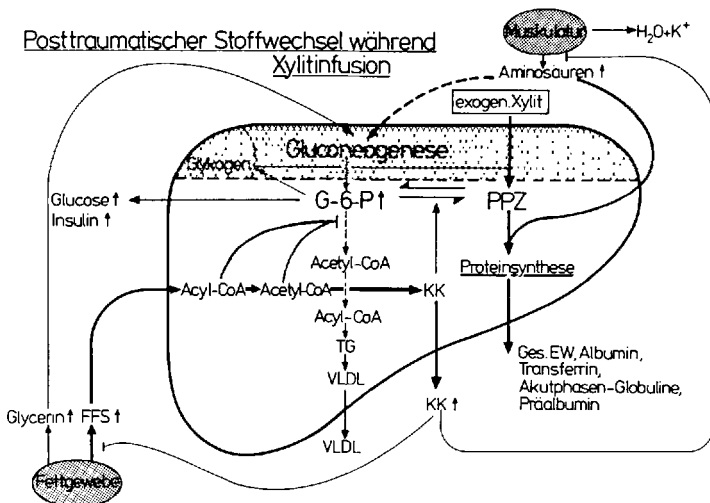 Posttraumatischer Stoffwechsel während
Xylitinfusion
Muskulatur
H₂O+K⁺
Aminosäuren ↑
exogen. Xylit
Gluconeogenese
Glykogen
Glucose ↑
Insulin ↑
G-6-P ↑
PPZ
Acetyl-CoA
Proteinsynthese
Acyl-CoA
Acetyl-CoA
KK
Acyl-CoA
TG
VLDL
Ges. EW, Albumin,
Transferrin,
Akutphasen-Globuline,
Präalbumin
Glycerin ↑
FFS ↑
KK ↑
VLDL
Fettgewebe